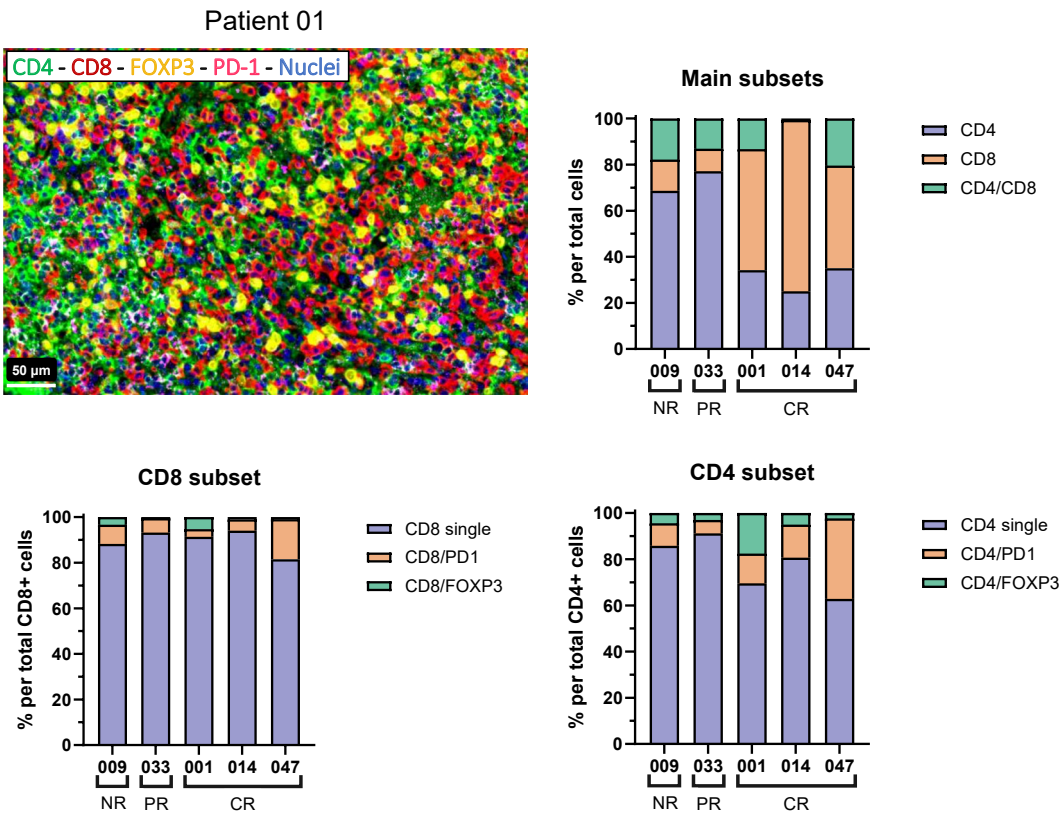 Patient 01
CD4 - CD8 - FOXP3 - PD-1 - Nuclei
50 µm
Main subsets
% per total cells
100
80
60
40
20
0
009 033 001 014 047
NR PR CR
CD4
CD8
CD4/CD8
CD8 subset
% per total CD8+ cells
100
80
60
40
20
0
009 033 001 014 047
NR PR CR
CD8 single
CD8/PD1
CD8/FOXP3
CD4 subset
% per total CD4+ cells
100
80
60
40
20
0
009 033 001 014 047
NR PR CR
CD4 single
CD4/PD1
CD4/FOXP3